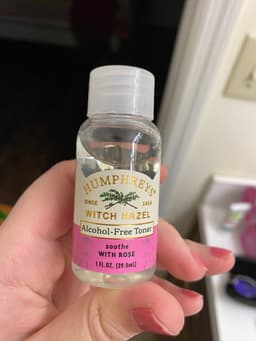 HUMPHREYS®
SINCE 1854
WITCH HAZEL
Alcohol-Free Toner
soothe
WITH ROSE
1 FL. OZ. (29.5mL)